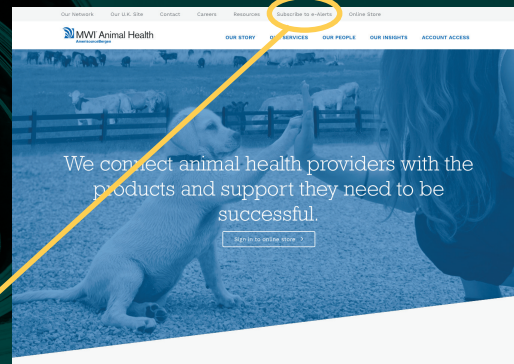 Our Network Our U.K. Site Contact Careers Resources Subscribe to e-Alerts Online Store
MWI Animal Health
AmerisourceBergen
OUR STORY OUR SERVICES OUR PEOPLE OUR INSIGHTS ACCOUNT ACCESS
We connect animal health providers with the
products and support they need to be
successful.
Sign in to online store >